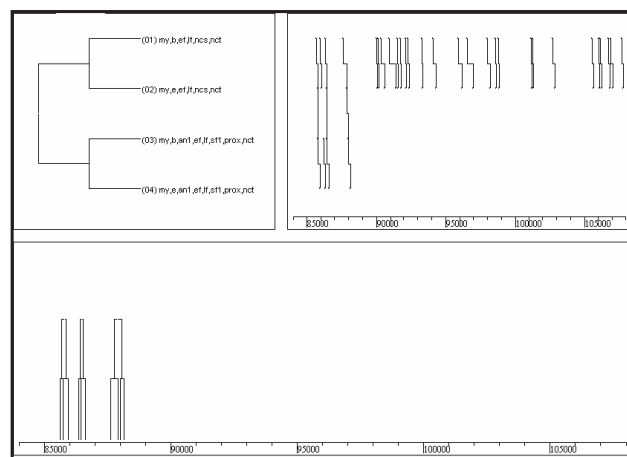 (01) my,b,ef,lf,ncs,nct
(02) my,e,ef,lf,ncs,nct
(03) my,b,an1,ef,lf,sf1,prox,nct
(04) my,e,an1,ef,lf,sf1,prox,nct
85000 90000 95000 100000 105000
85000 90000 95000 100000 105000